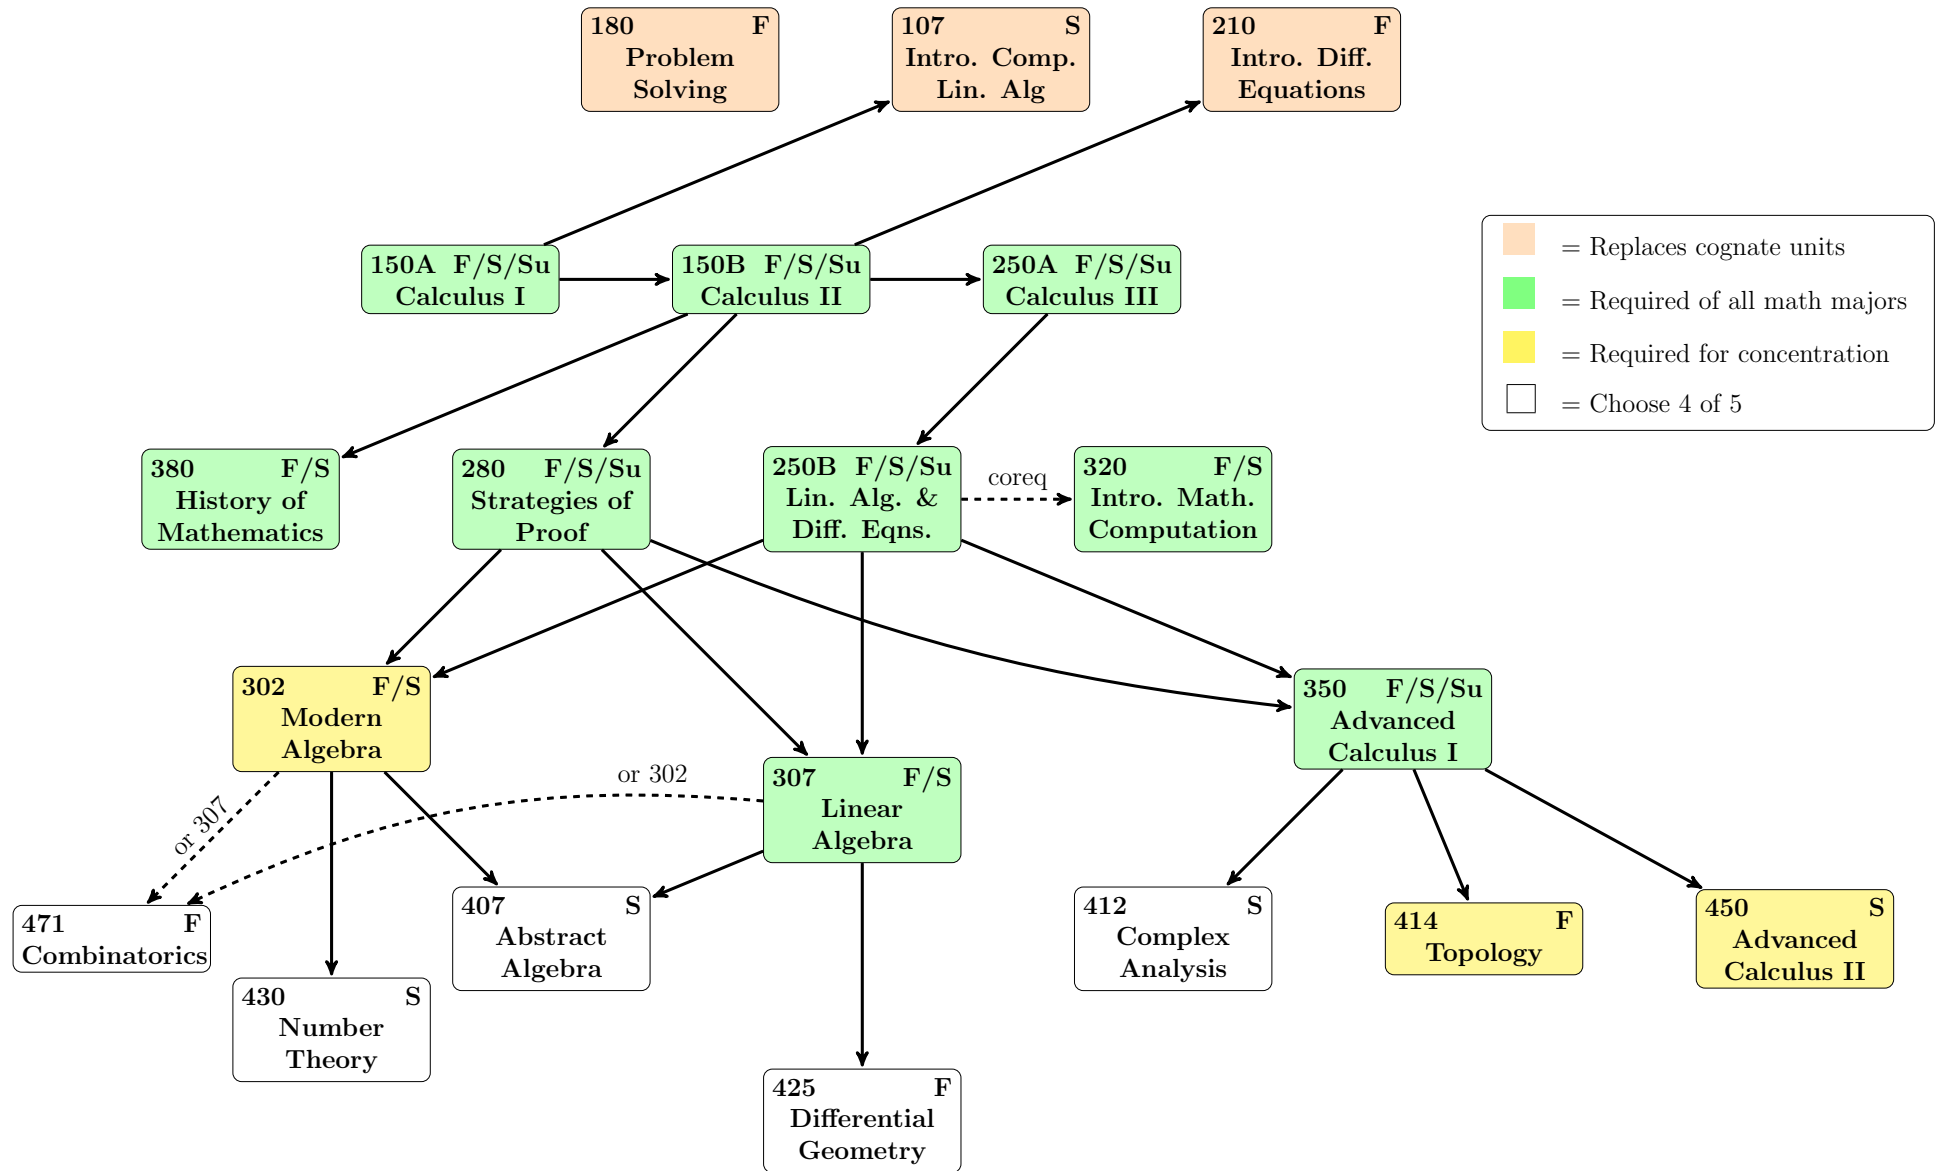 180 F
Problem
Solving
107 S
Intro. Comp.
Lin. Alg
210 F
Intro. Diff.
Equations
150A F/S/Su
Calculus I
150B F/S/Su
Calculus II
250A F/S/Su
Calculus III
= Replaces cognate units
= Required of all math majors
= Required for concentration
= Choose 4 of 5
380 F/S
History of
Mathematics
280 F/S/Su
Strategies of
Proof
250B F/S/Su
Lin. Alg. &
Diff. Eqns.
coreq
320 F/S
Intro. Math.
Computation
302 F/S
Modern
Algebra
350 F/S/Su
Advanced
Calculus I
or 307
or 302
307 F/S
Linear
Algebra
471 F
Combinatorics
430 S
Number
Theory
407 S
Abstract
Algebra
412 S
Complex
Analysis
414 F
Topology
450 S
Advanced
Calculus II
425 F
Differential
Geometry